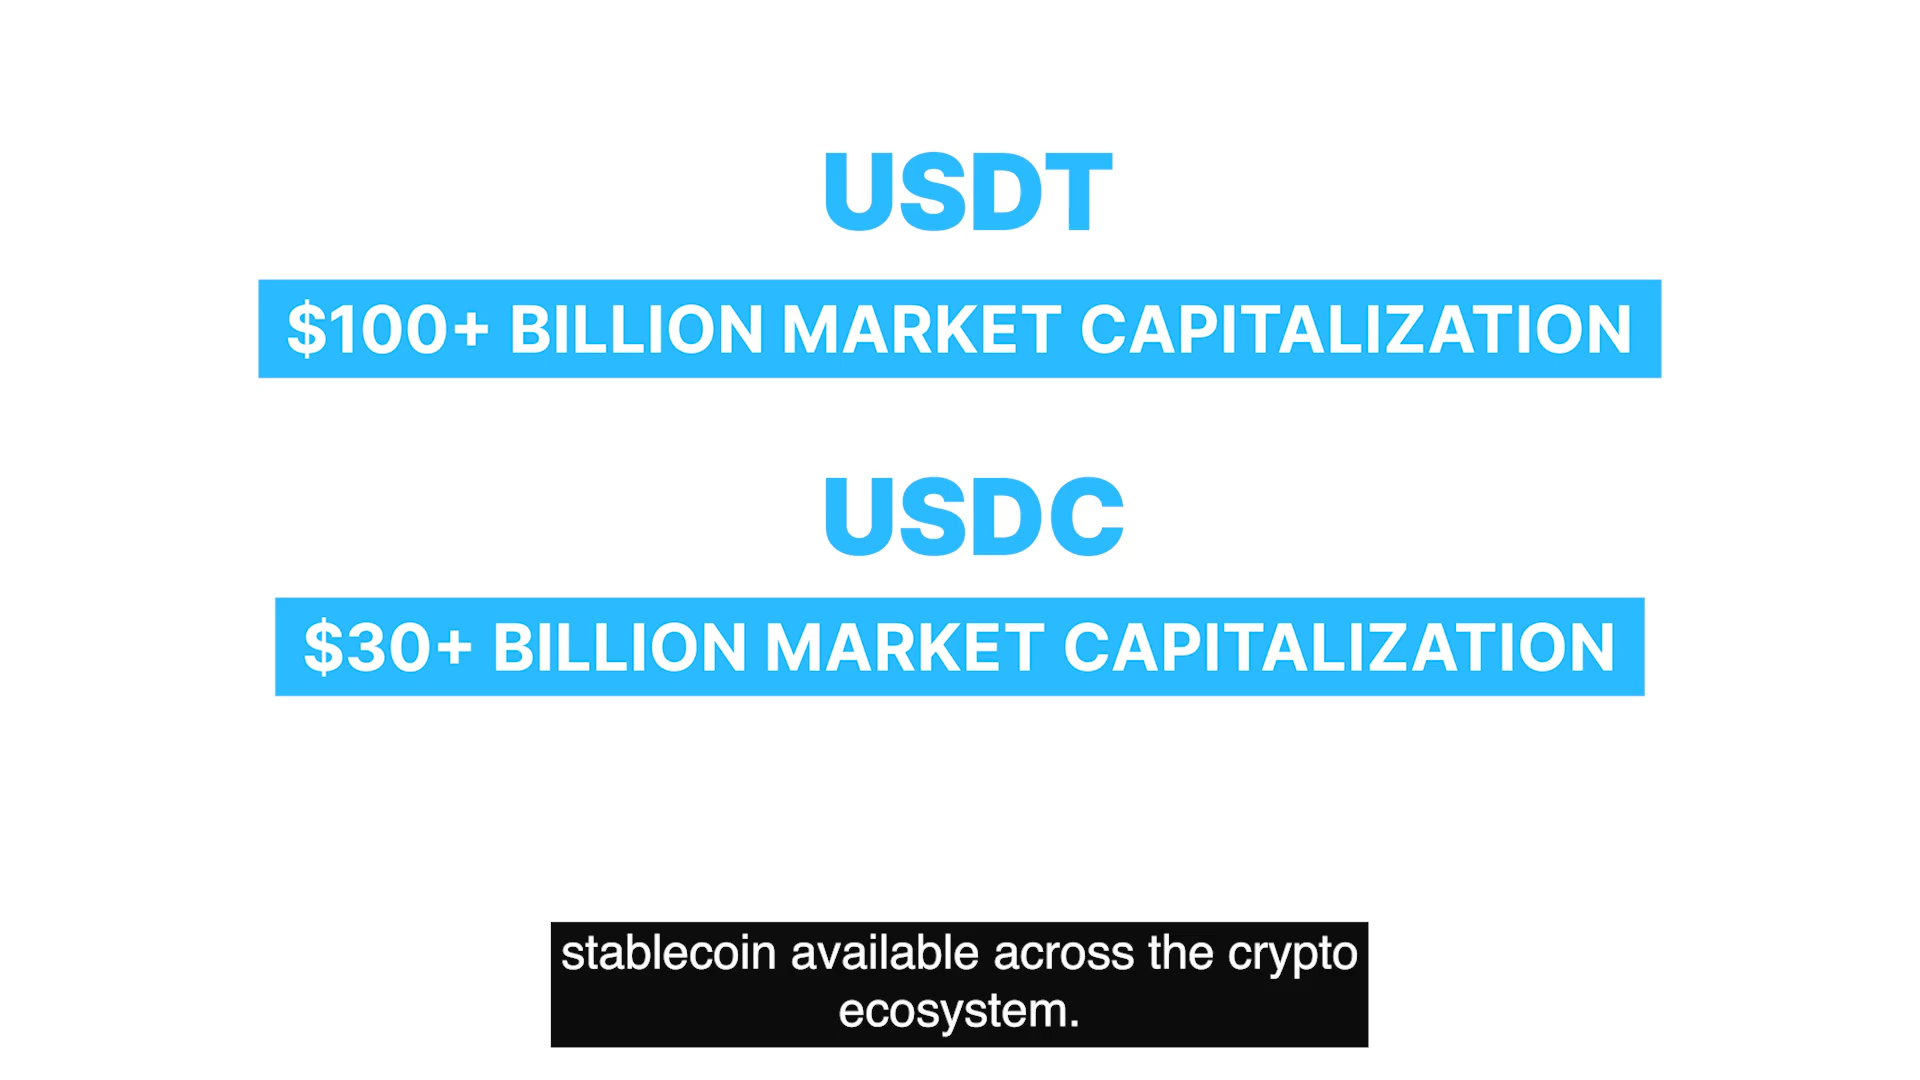 USDT
$100+ BILLION MARKET CAPITALIZATION
USDC
$30+ BILLION MARKET CAPITALIZATION
stablecoin available across the crypto
ecosystem.